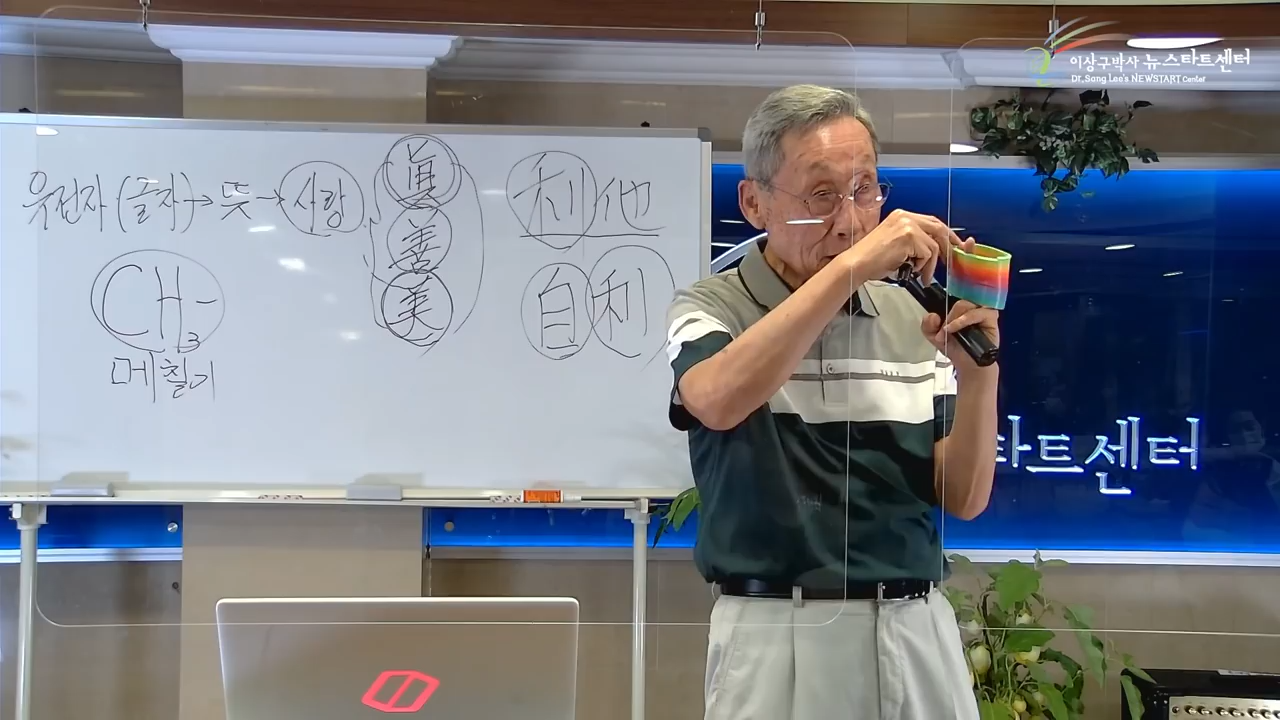 이상구박사 뉴스타트센터
Dr. Sang Lee's NEWSTART Center
유전자 (글자)→ 뜻 → 사랑
眞
善
美
利他
自利
CH3-
메칠기
타트센터